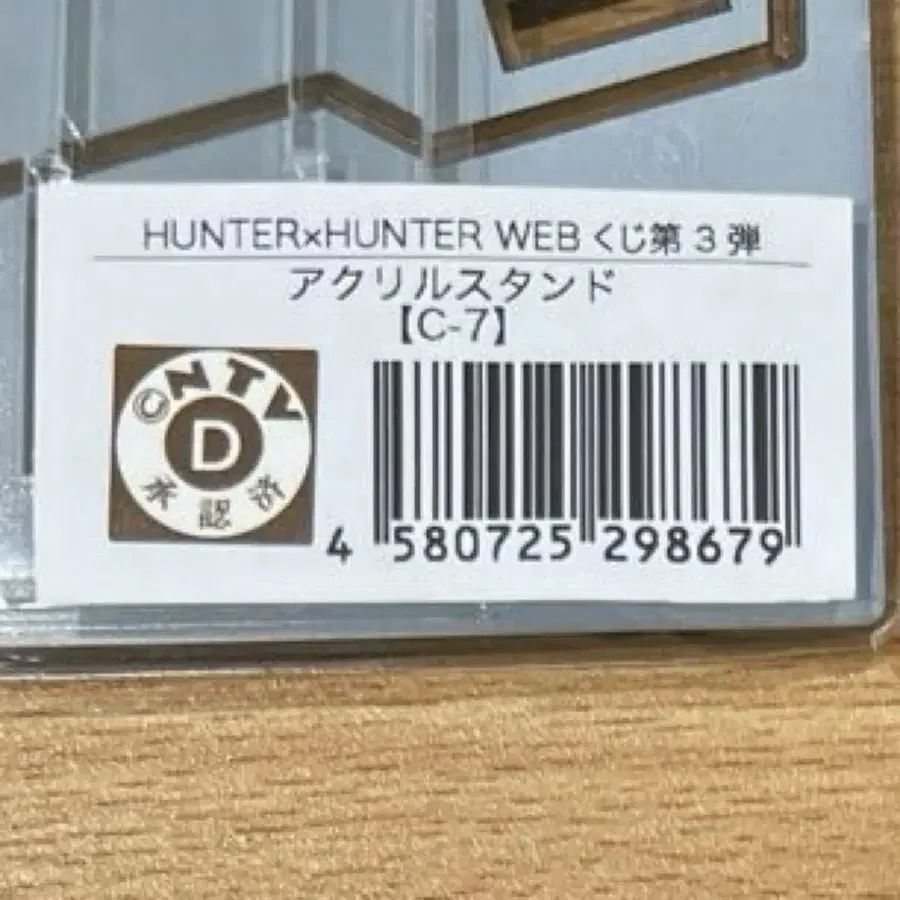 HUNTER×HUNTER WEB くじ第 3 弾
アクリルスタンド
【C-7】
©NTV
D
承認済
4 580725 298679